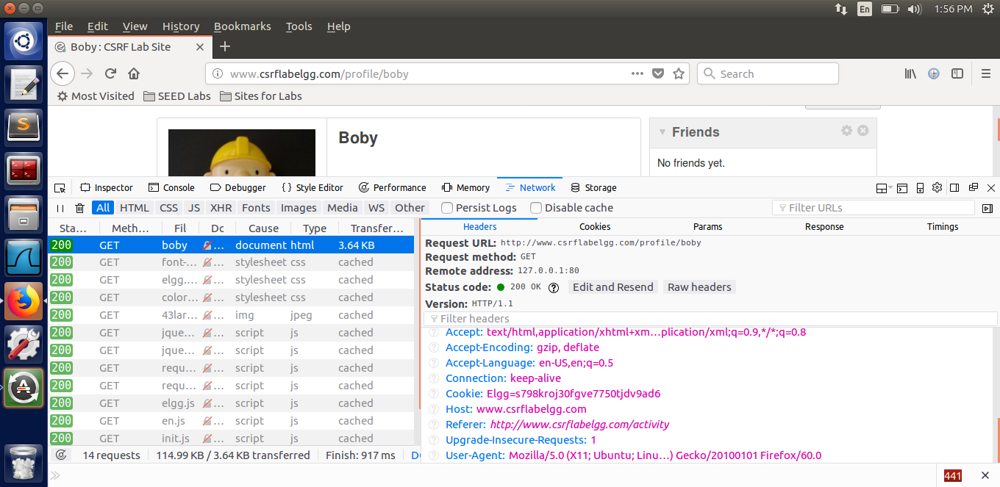 En 1:56 PM
File Edit View History Bookmarks Tools Help
Boby : CSRF Lab Site
www.csrflabelgg.com/profile/boby Search
Most Visited SEED Labs Sites for Labs
Boby
Friends
No friends yet.
Inspector Console Debugger {} Style Editor Performance Memory Network Storage
All HTML CSS JS XHR Fonts Images Media WS Other Persist Logs Disable cache Filter URLs
Sta… Meth… Fil Dc Cause Type Transfer…
200 GET boby … document html 3.64 KB
200 GET font-… … stylesheet css cached
200 GET elgg.… … stylesheet css cached
200 GET color… … stylesheet css cached
200 GET 43lar… … img jpeg cached
200 GET jque… … script js cached
200 GET jque… … script js cached
200 GET requ… … script js cached
200 GET requ… … script js cached
200 GET elgg.js … script js cached
200 GET en.js … script js cached
200 GET init.js … script js cached
14 requests 114.99 KB / 3.64 KB transferred Finish: 917 ms
Headers Cookies Params Response Timings
Request URL: http://www.csrflabelgg.com/profile/boby
Request method: GET
Remote address: 127.0.0.1:80
Status code: 200 OK ? Edit and Resend Raw headers
Version: HTTP/1.1
Filter headers
? Accept: text/html,application/xhtml+xm…plication/xml;q=0.9,*/*;q=0.8
? Accept-Encoding: gzip, deflate
? Accept-Language: en-US,en;q=0.5
? Connection: keep-alive
? Cookie: Elgg=s798kroj30fgve7750tjdv9ad6
? Host: www.csrflabelgg.com
? Referer: http://www.csrflabelgg.com/activity
? Upgrade-Insecure-Requests: 1
? User-Agent: Mozilla/5.0 (X11; Ubuntu; Linu…) Gecko/20100101 Firefox/60.0
441